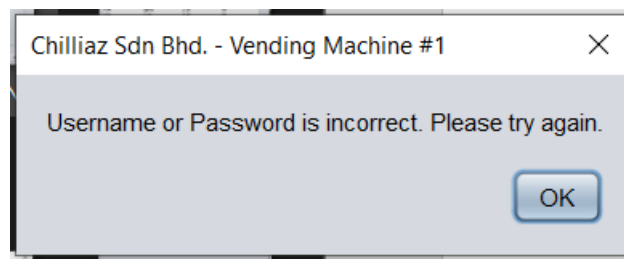 Chilliaz Sdn Bhd. - Vending Machine #1
Username or Password is incorrect. Please try again.
OK